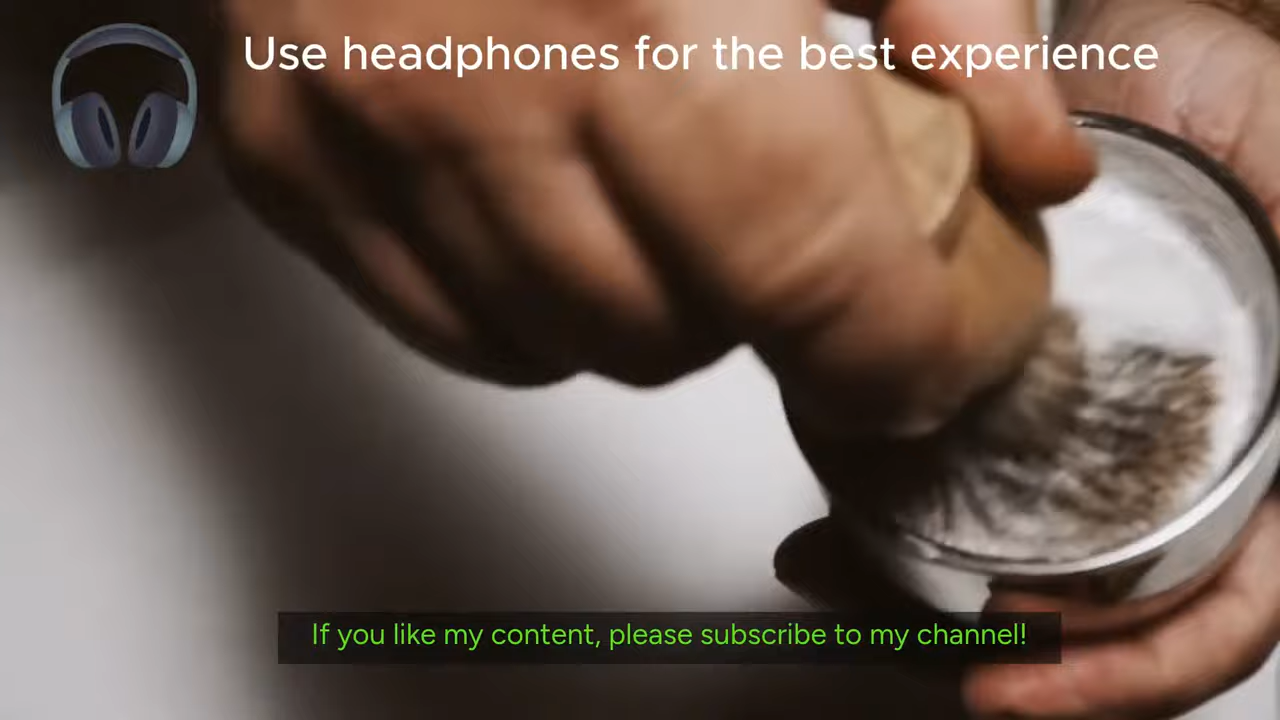 Use headphones for the best experience
If you like my content, please subscribe to my channel!